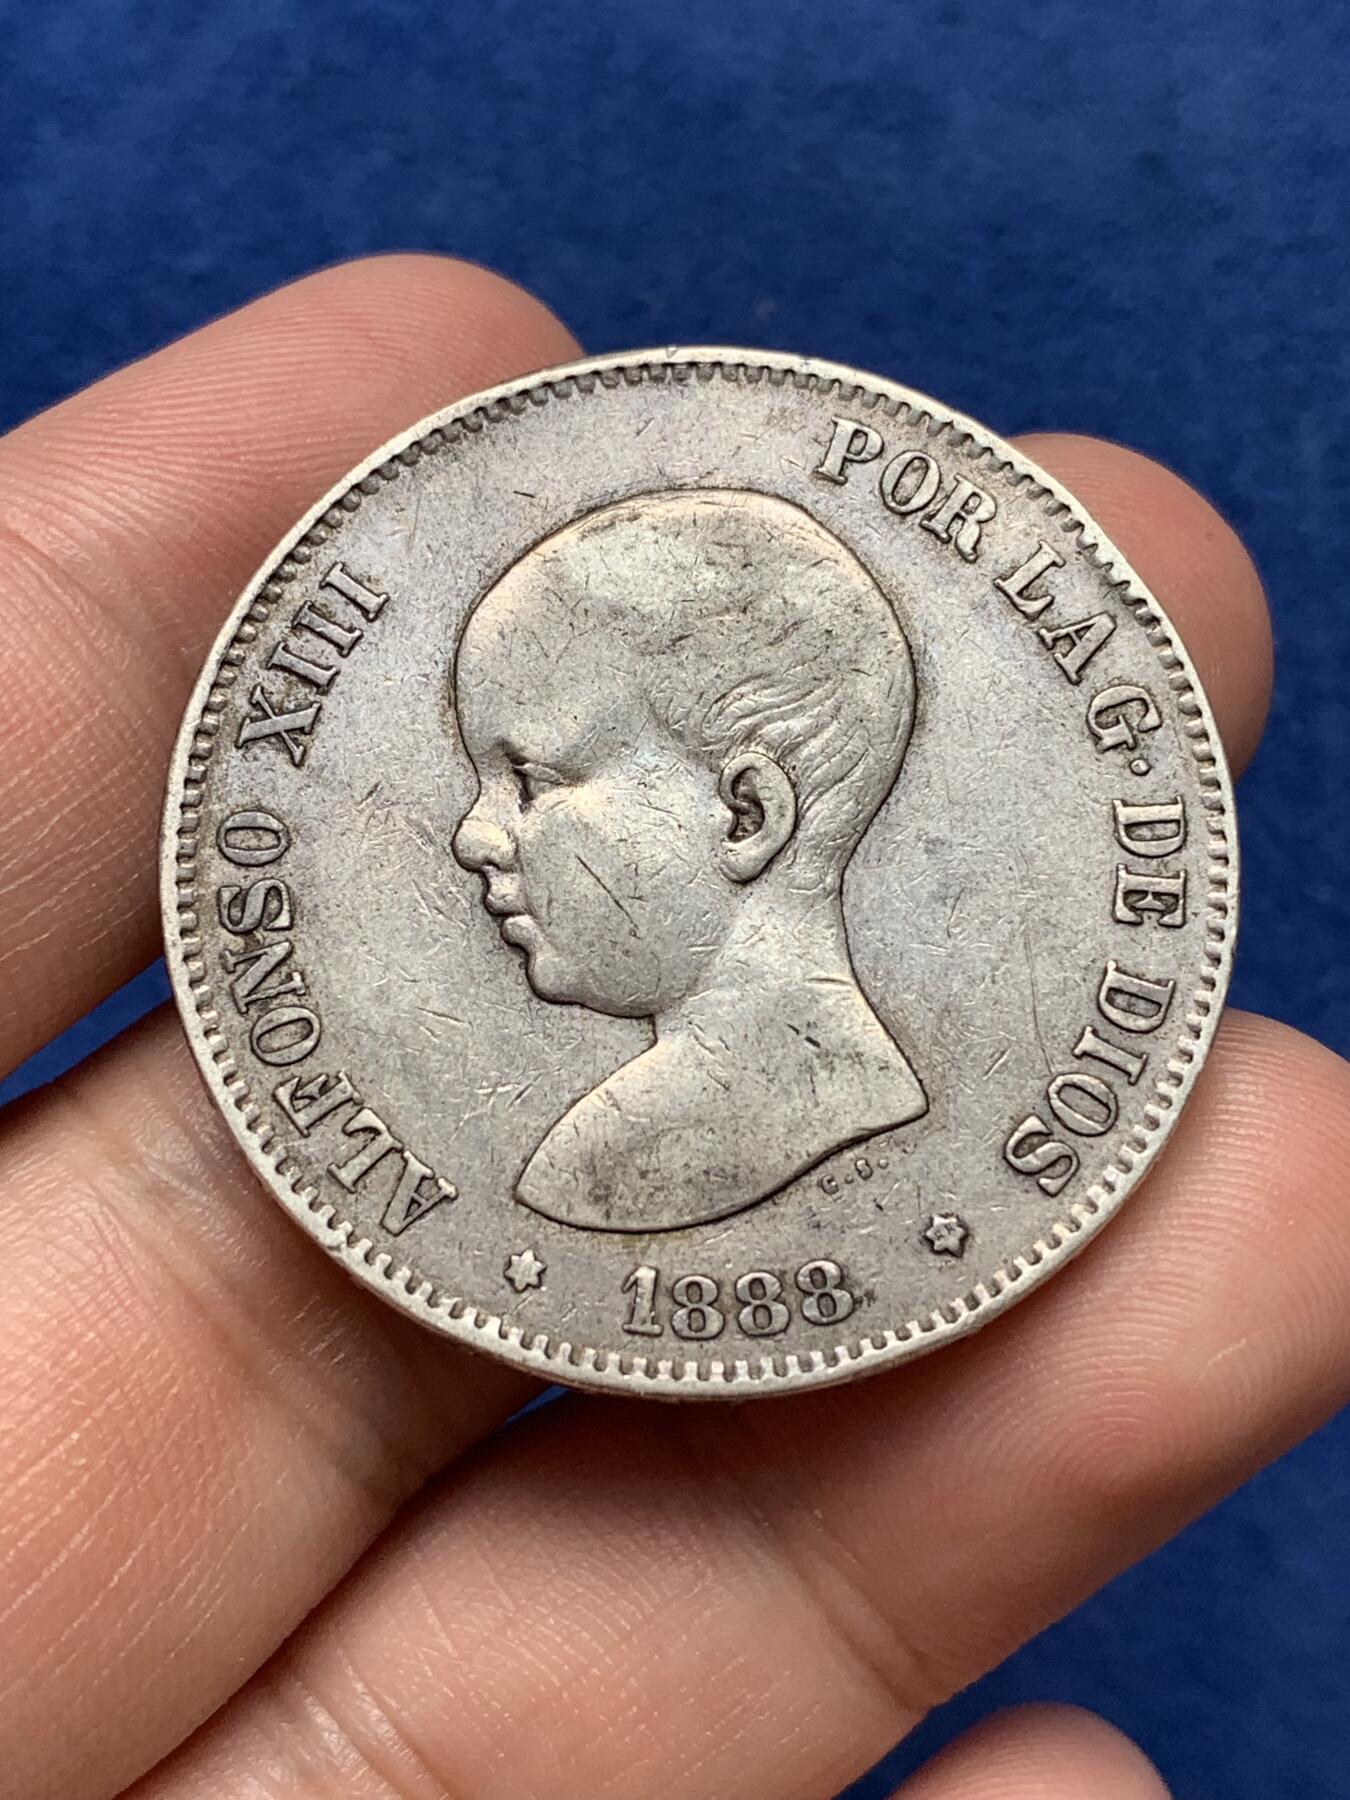 ALFONSO XIII
POR LA G. DE DIOS
G.S.
1888